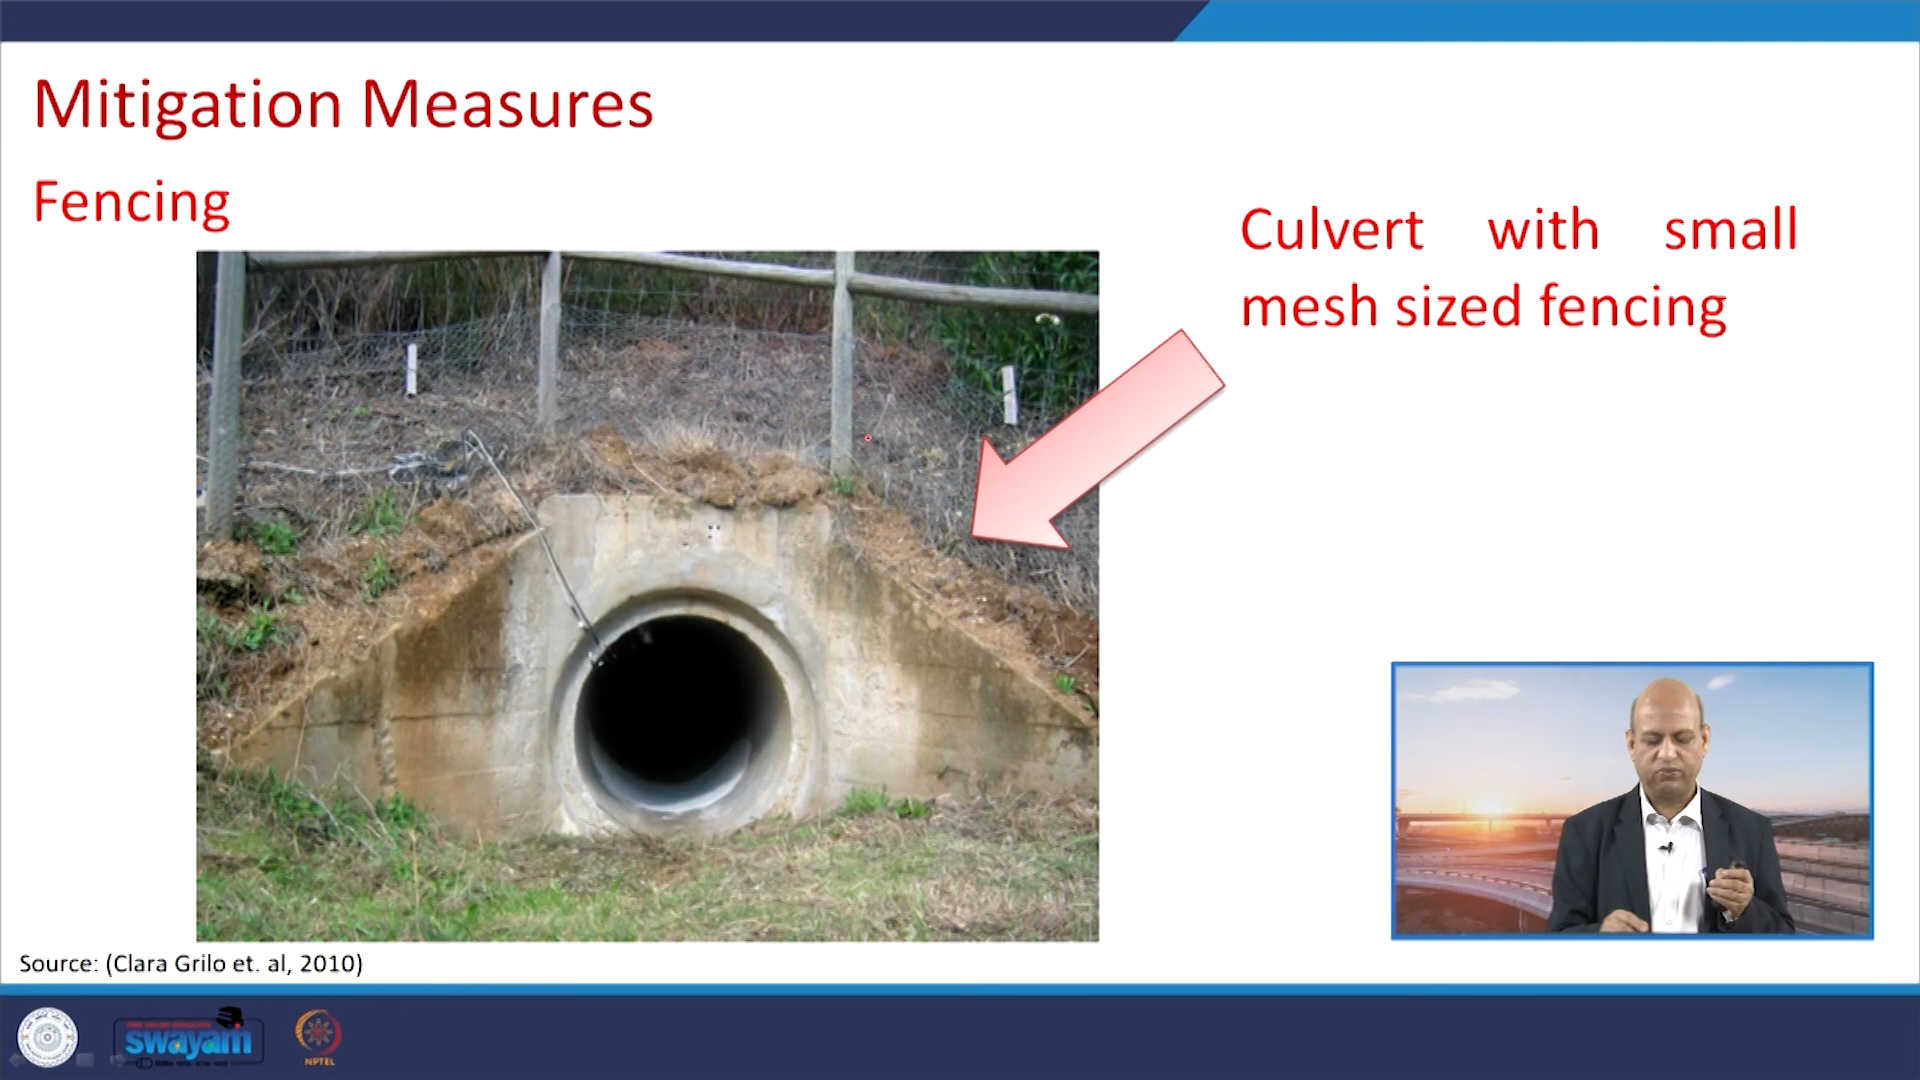 Mitigation Measures
Fencing
Culvert with small
mesh sized fencing
Source: (Clara Grilo et. al, 2010)
swayam
NPTEL